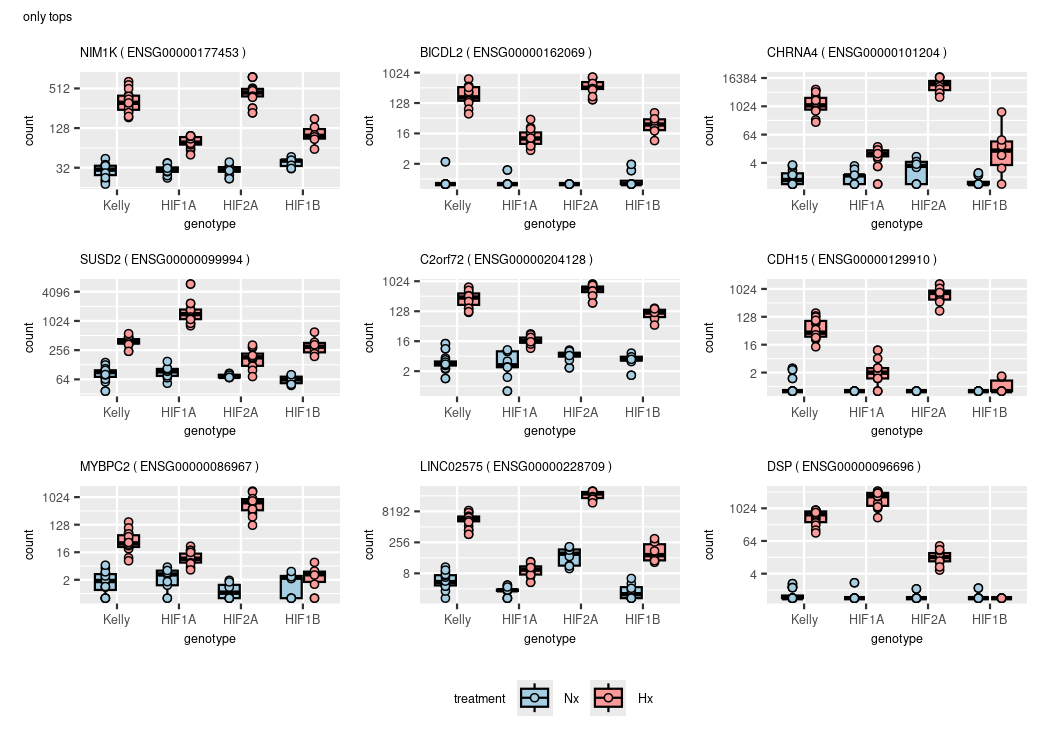 only tops
NIM1K ( ENSG00000177453 )
BICDL2 ( ENSG00000162069 )
CHRNA4 ( ENSG00000101204 )
count
512
128
32
Kelly HIF1A HIF2A HIF1B
genotype
count
1024
128
16
2
Kelly HIF1A HIF2A HIF1B
genotype
count
16384
1024
64
4
Kelly HIF1A HIF2A HIF1B
genotype
SUSD2 ( ENSG00000099994 )
C2orf72 ( ENSG00000204128 )
CDH15 ( ENSG00000129910 )
count
4096
1024
256
64
Kelly HIF1A HIF2A HIF1B
genotype
count
1024
128
16
2
Kelly HIF1A HIF2A HIF1B
genotype
count
1024
128
16
2
Kelly HIF1A HIF2A HIF1B
genotype
MYBPC2 ( ENSG00000086967 )
LINC02575 ( ENSG00000228709 )
DSP ( ENSG00000096696 )
count
1024
128
16
2
Kelly HIF1A HIF2A HIF1B
genotype
count
8192
256
8
Kelly HIF1A HIF2A HIF1B
genotype
count
1024
64
4
Kelly HIF1A HIF2A HIF1B
genotype
treatment Nx Hx